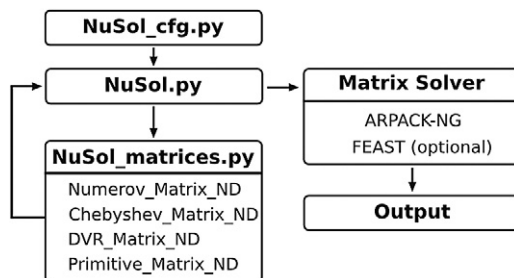 NuSol_cfg.py
NuSol.py
NuSol_matrices.py
Numerov_Matrix_ND
Chebyshev_Matrix_ND
DVR_Matrix_ND
Primitive_Matrix_ND
Matrix Solver
ARPACK-NG
FEAST (optional)
Output